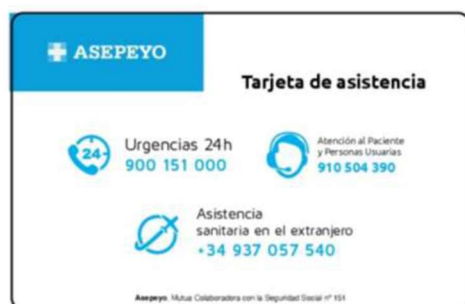 ASEPEYO
Tarjeta de asistencia
24
Urgencias 24h
900 151 000
Atención al Paciente
y Personas Usuarias
910 504 390
Asistencia
sanitaria en el extranjero
+34 937 057 540
Asepeyo. Mutua Colaboradora con la Seguridad Social nº 151